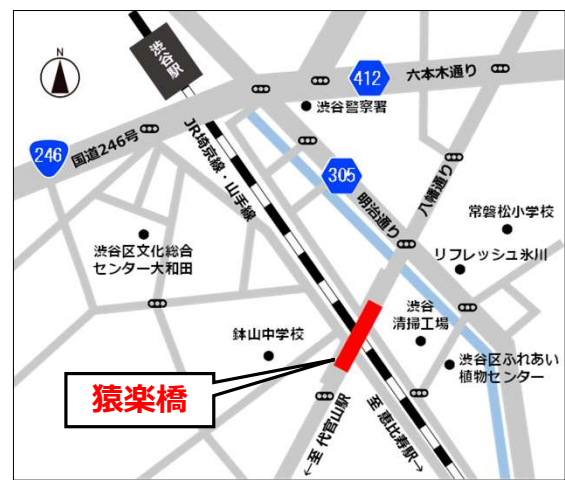 N
渋谷駅
412
六本木通り
渋谷警察署
246
国道246号
JR埼京線・山手線
305
明治通り
八幡通り
常磐松小学校
リフレッシュ氷川
渋谷区文化総合
センター大和田
渋谷
清掃工場
鉢山中学校
渋谷区ふれあい
植物センター
猿楽橋
←至 代官山駅
至 恵比寿駅→